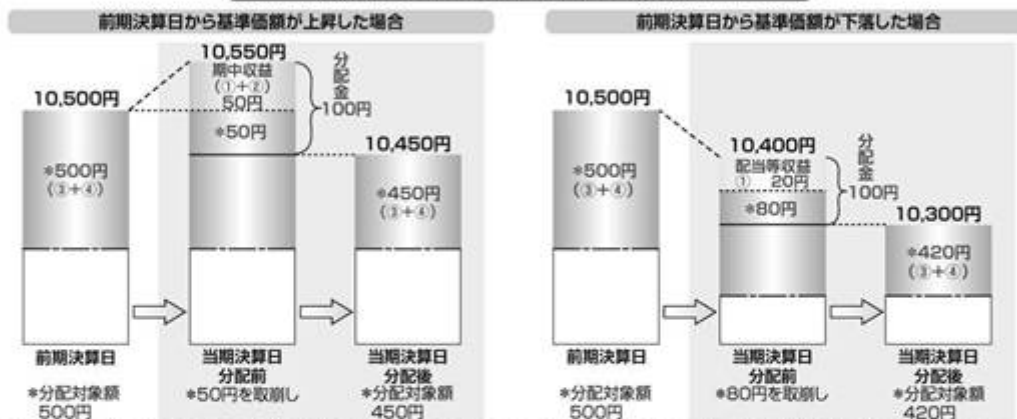 前期決算日から基準価額が上昇した場合
10,500円
*500円
(③+④)
10,550円
期中収益
(①+②)
50円
*50円
分配金
100円
10,450円
*450円
(③+④)
前期決算日
*分配対象額
500円
当期決算日
分配前
*50円を取崩し
当期決算日
分配後
*分配対象額
450円
前期決算日から基準価額が下落した場合
10,500円
*500円
(③+④)
10,400円
配当等収益
① 20円
*80円
分配金
100円
10,300円
*420円
(③+④)
前期決算日
*分配対象額
500円
当期決算日
分配前
*80円を取崩し
当期決算日
分配後
*分配対象額
420円